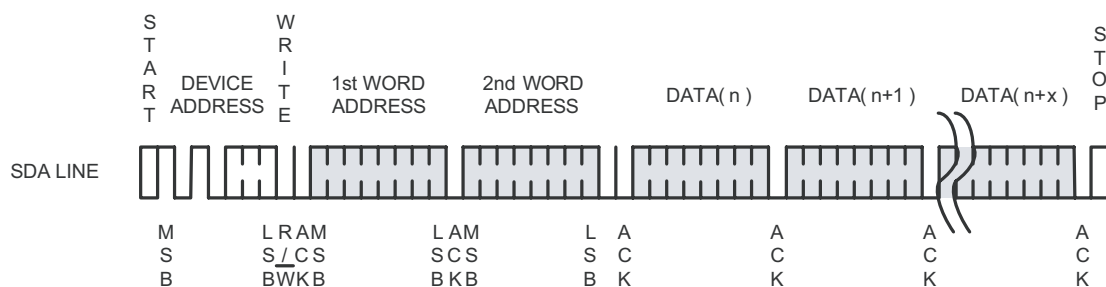 START
WRITE
STOP
DEVICE
ADDRESS
1st WORD
ADDRESS
2nd WORD
ADDRESS
DATA( n )
DATA( n+1 )
DATA( n+x )
SDA LINE
MSB
LSB
R/W
ACK
MSB
LSB
ACK
MSB
LSB
ACK
ACK
ACK
ACK